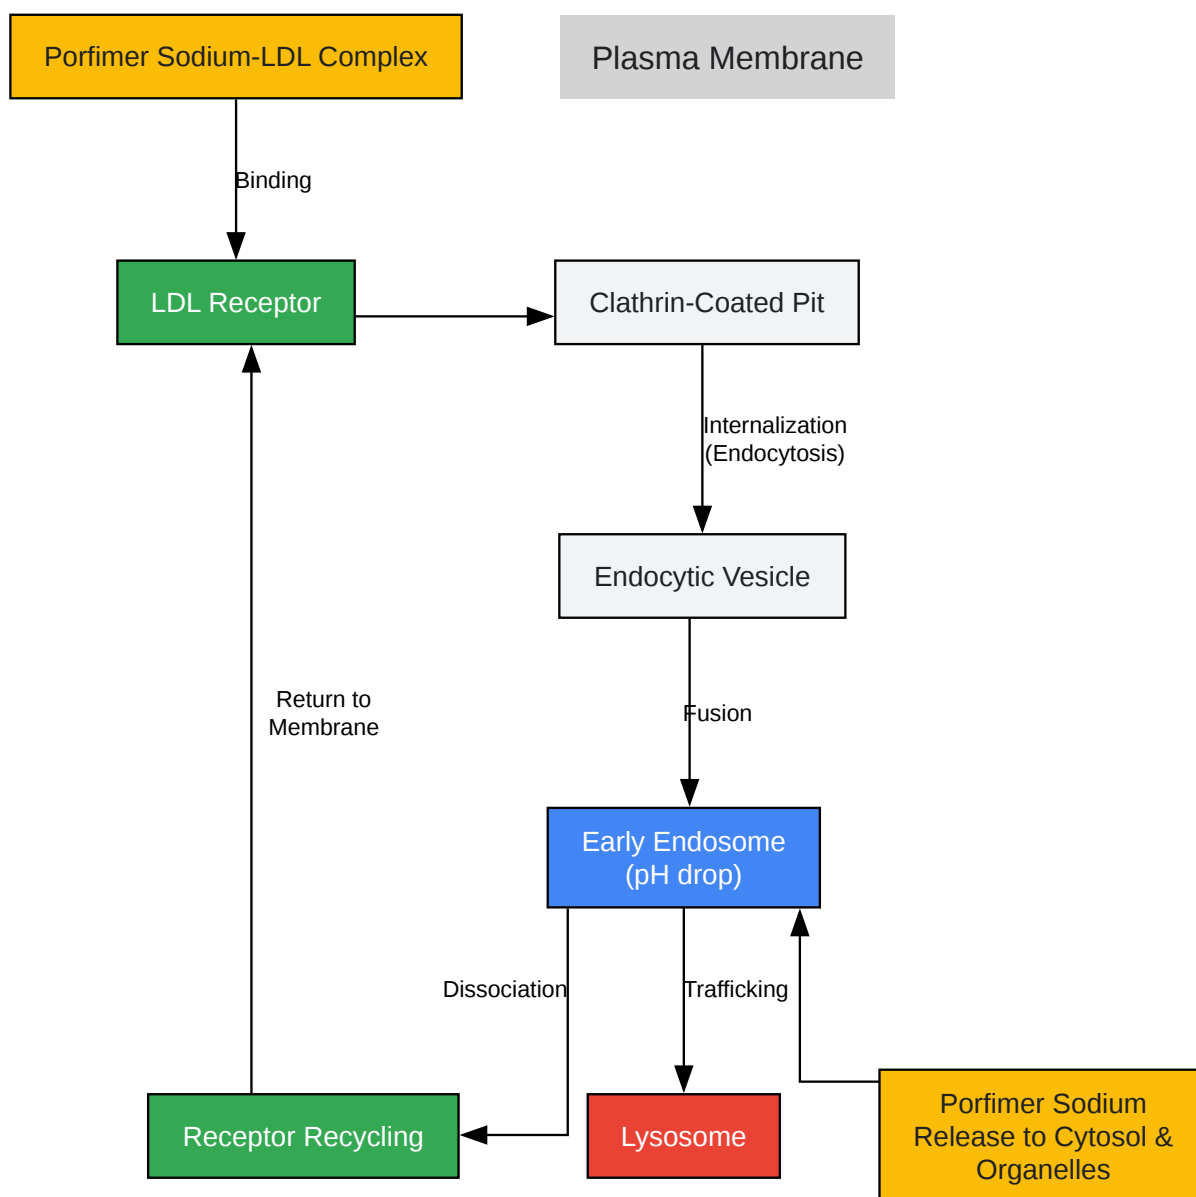 Porfimer Sodium-LDL Complex
Plasma Membrane
Binding
LDL Receptor
Clathrin-Coated Pit
Internalization
(Endocytosis)
Endocytic Vesicle
Return to
Membrane
Fusion
Early Endosome
(pH drop)
Dissociation
Trafficking
Receptor Recycling
Lysosome
Porfimer Sodium
Release to Cytosol &
Organelles